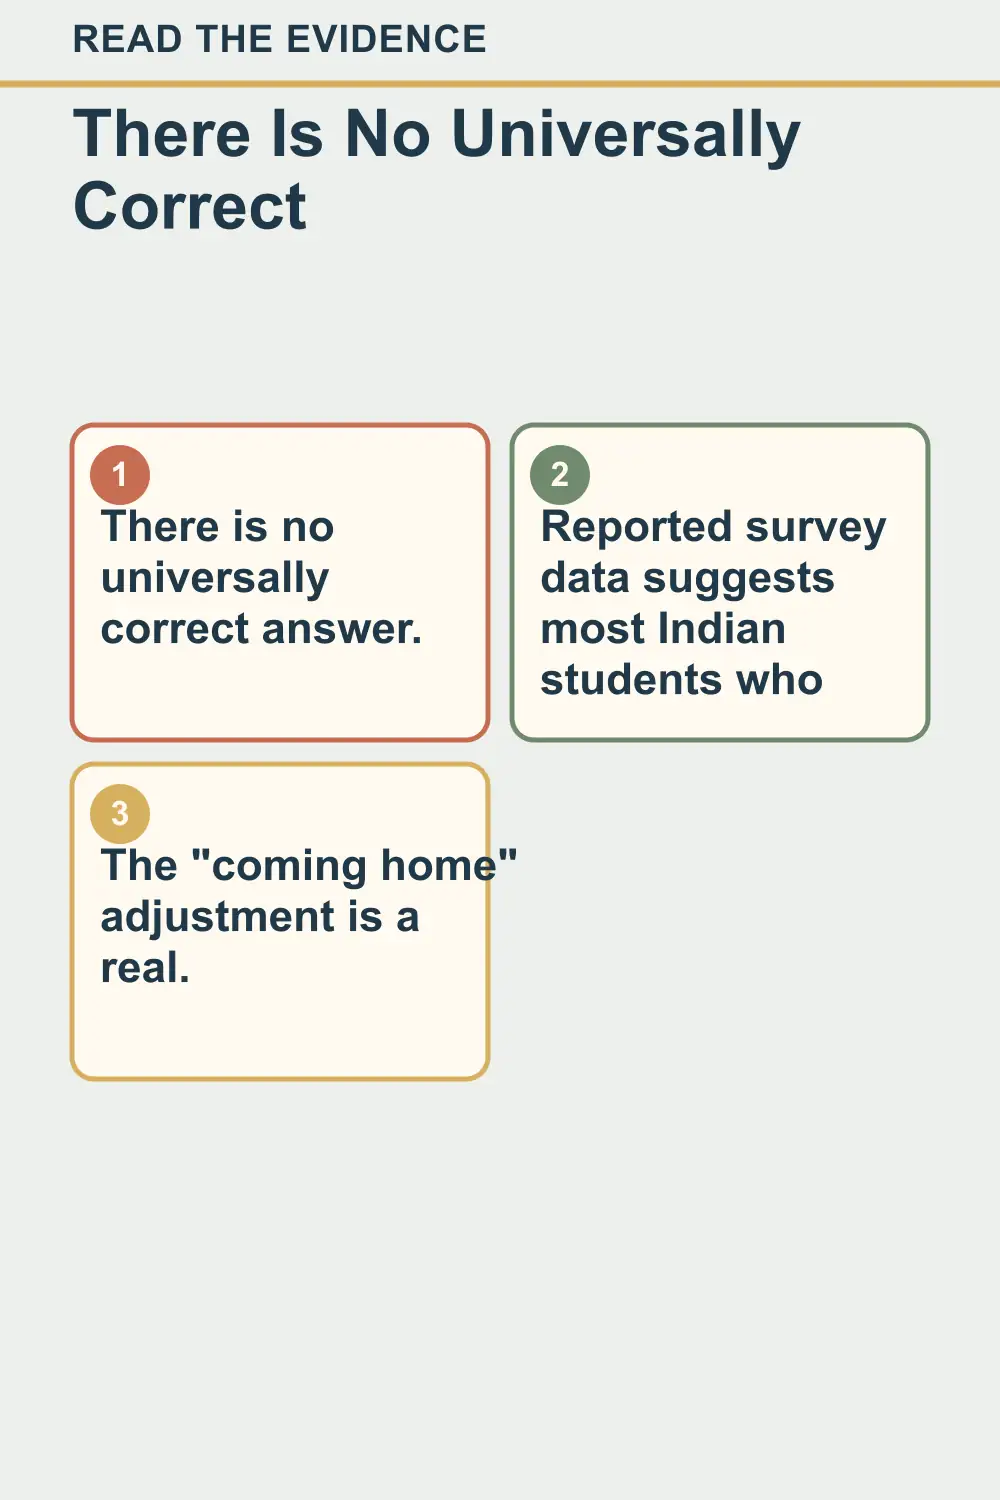 READ THE EVIDENCE
There Is No Universally
Correct
1
There is no
universally
correct answer.
2
Reported survey
data suggests
most Indian
students who
3
The "coming home"
adjustment is a
real.